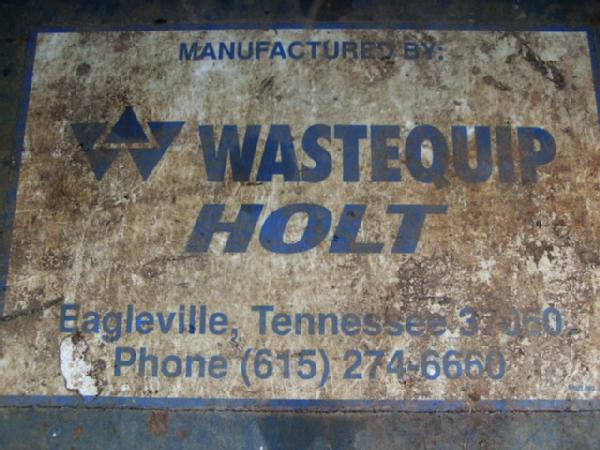 MANUFACTURED BY:
WASTEQUIP
HOLT
Eagleville, Tennessee
Phone (615) 274-6660